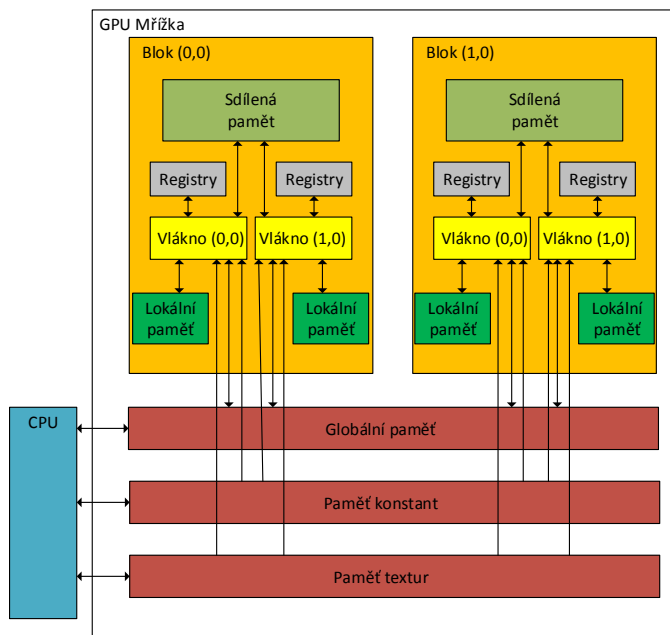 GPU Mřížka
Blok (0,0)
Sdílená
pamět
Registry
Registry
Vlákno (0,0)
Vlákno (1,0)
Lokální
paměť
Lokální
paměť
Blok (1,0)
Sdílená
pamět
Registry
Registry
Vlákno (0,0)
Vlákno (1,0)
Lokální
paměť
Lokální
paměť
CPU
Globální paměť
Paměť konstant
Paměť textur